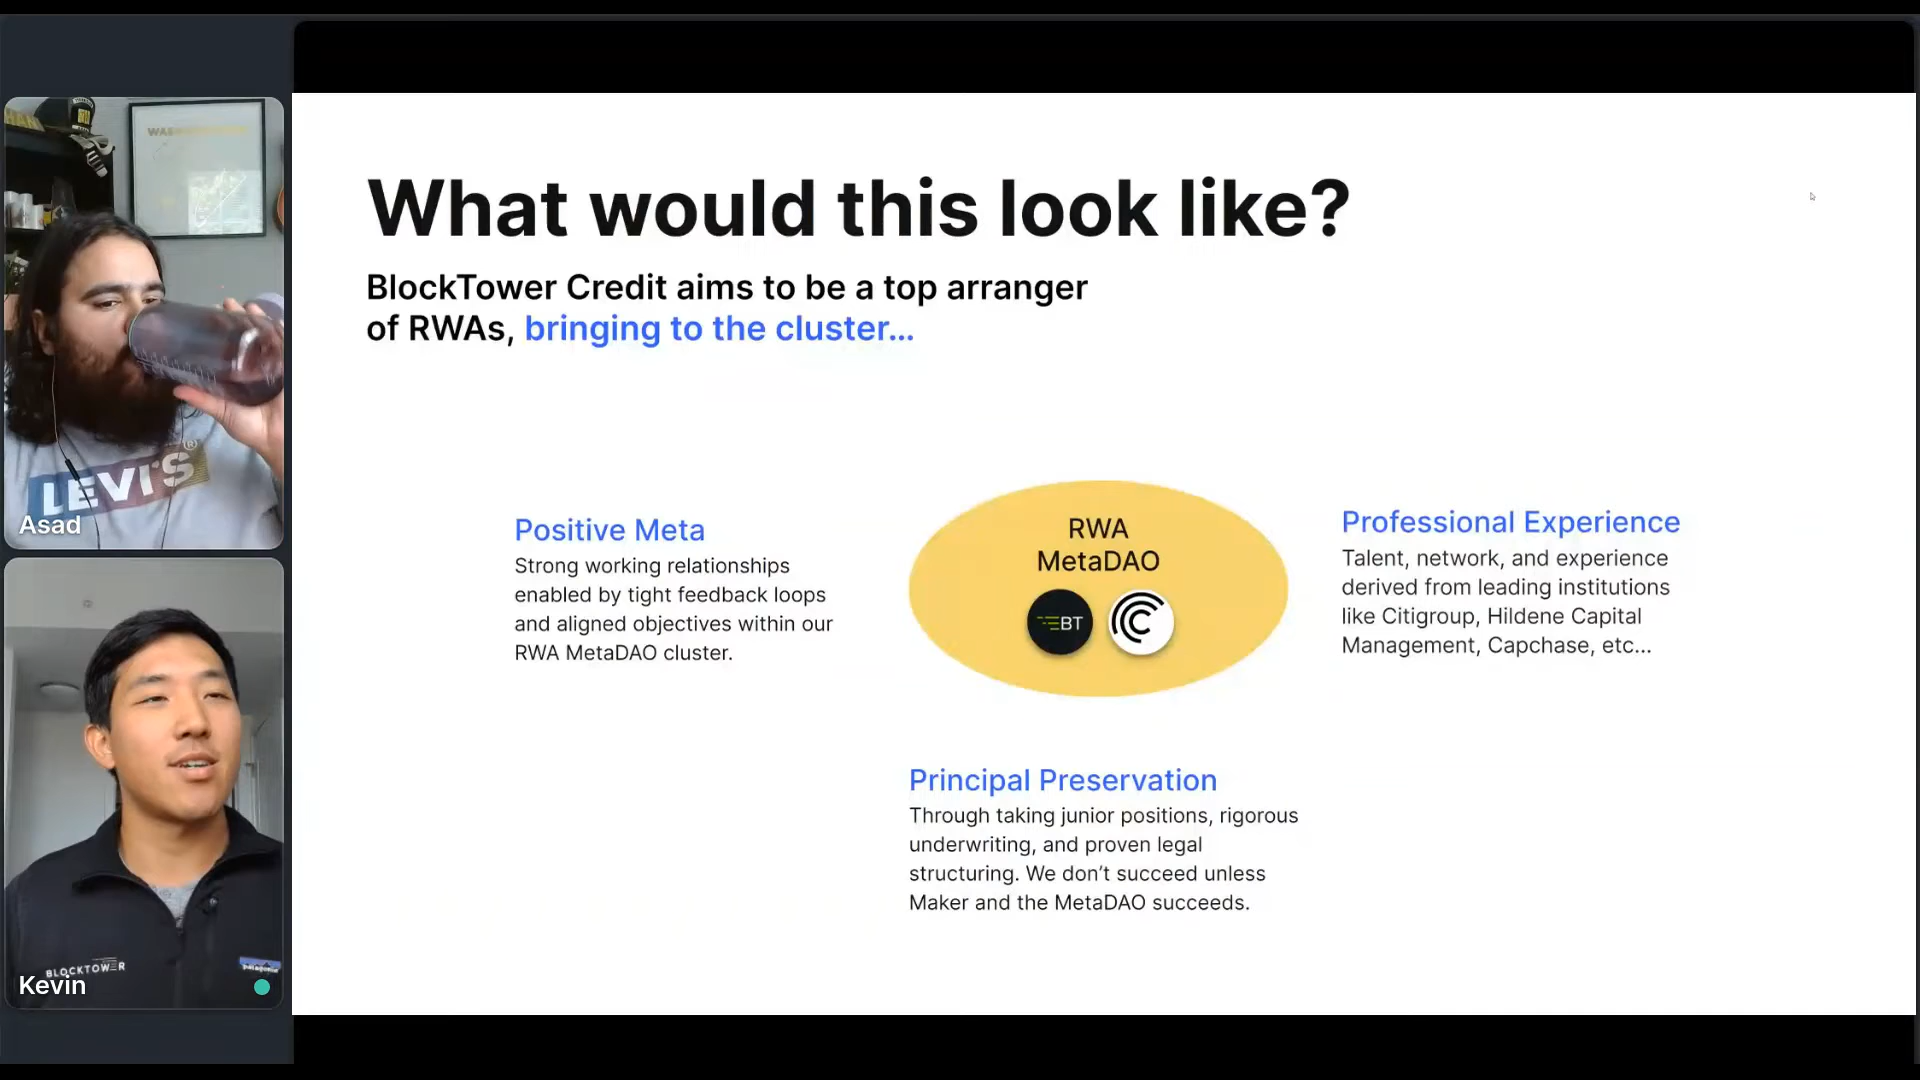 What would this look like?
BlockTower Credit aims to be a top arranger
of RWAs, bringing to the cluster...
Positive Meta
Strong working relationships
enabled by tight feedback loops
and aligned objectives within our
RWA MetaDAO cluster.
RWA
MetaDAO
BT
Professional Experience
Talent, network, and experience
derived from leading institutions
like Citigroup, Hildene Capital
Management, Capchase, etc...
Principal Preservation
Through taking junior positions, rigorous
underwriting, and proven legal
structuring. We don't succeed unless
Maker and the MetaDAO succeeds.
LEVI'S®
Asad
BLOCKTOWER
patagonia
Kevin